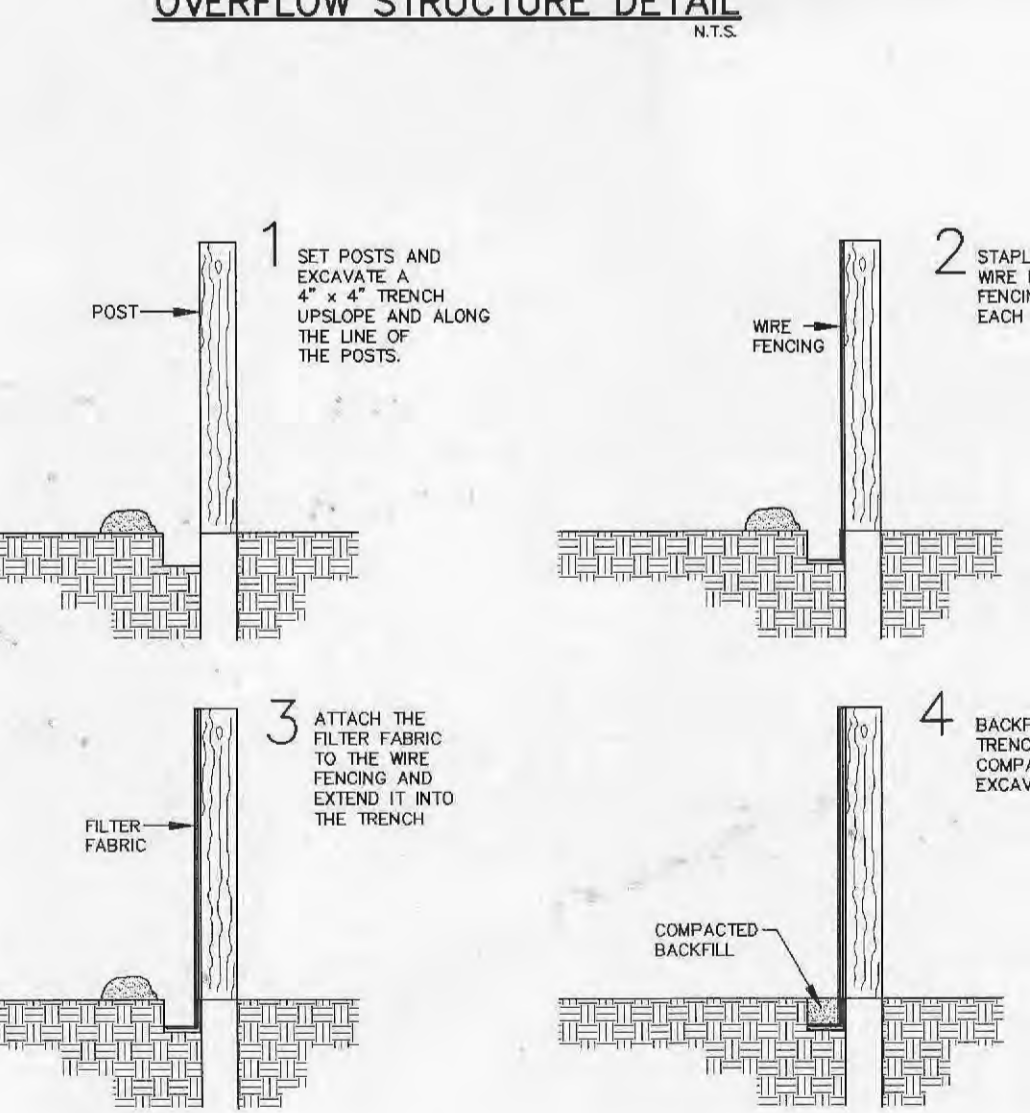 OVERFLOW STRUCTURE DETAIL
N.T.S.
1
SET POSTS AND
EXCAVATE A
4" x 4" TRENCH
UPSLOPE AND ALONG
THE LINE OF
THE POSTS.
POST
2
STAPL
WIRE
FENCIN
EACH
WIRE
FENCING
3
ATTACH THE
FILTER FABRIC
TO THE WIRE
FENCING AND
EXTEND IT INTO
THE TRENCH
FILTER
FABRIC
4
BACKF
TRENC
COMPA
EXCAV
COMPACTED
BACKFILL